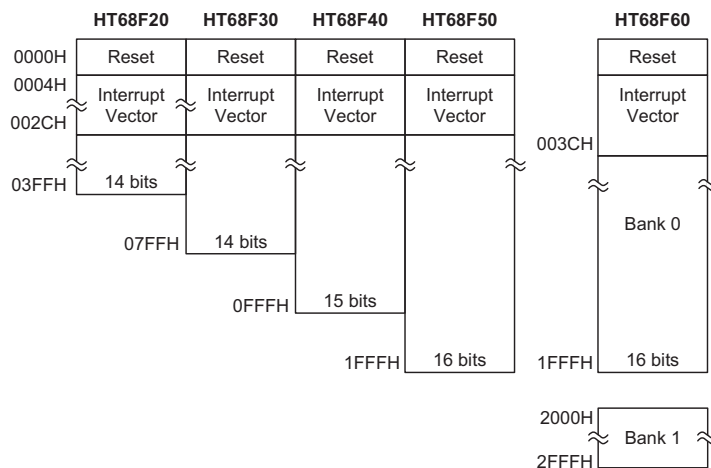 HT68F20 HT68F30 HT68F40 HT68F50 HT68F60
0000H Reset Reset Reset Reset Reset
0004H
Interrupt Vector Interrupt Vector Interrupt Vector Interrupt Vector Interrupt Vector
002CH
003CH
03FFH 14 bits
Bank 0
07FFH 14 bits
0FFFH 15 bits
1FFFH 16 bits 1FFFH 16 bits
2000H
Bank 1
2FFFH